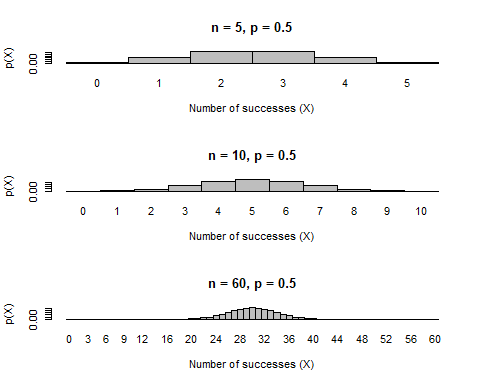 n = 5, p = 0.5
p(X)
0.00
0 1 2 3 4 5
Number of successes (X)
n = 10, p = 0.5
p(X)
0.00
0 1 2 3 4 5 6 7 8 9 10
Number of successes (X)
n = 60, p = 0.5
p(X)
0.00
0 3 6 9 12 16 20 24 28 32 36 40 44 48 52 56 60
Number of successes (X)